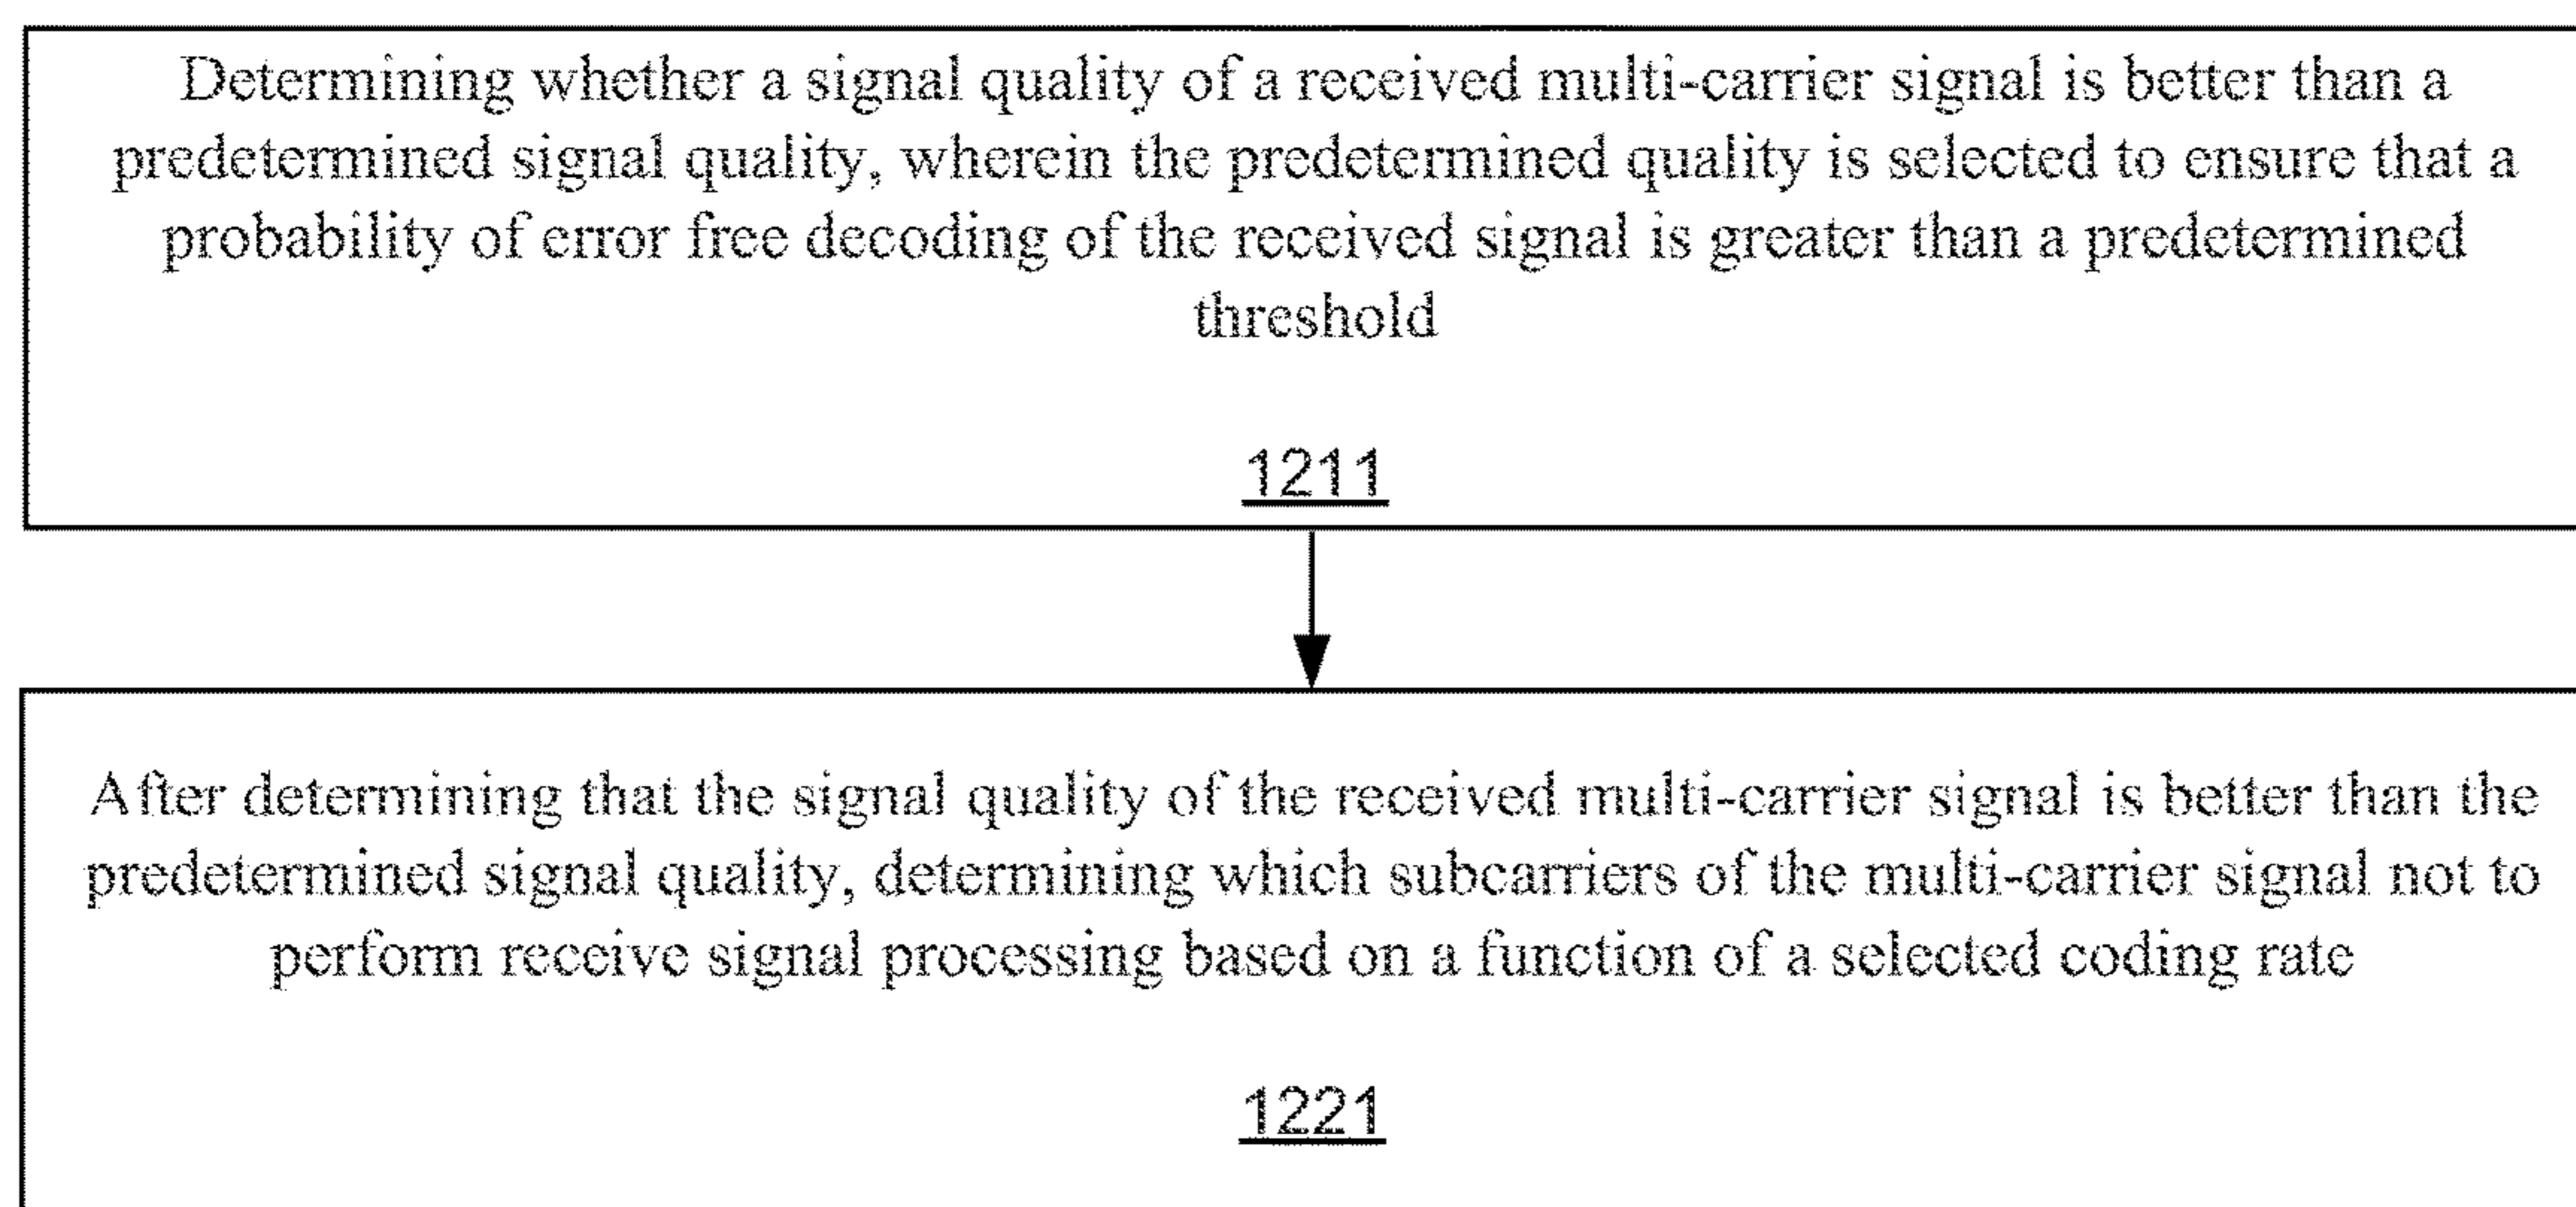 Determining whether a signal quality of a received multi-carrier signal is better than a
predetermined signal quality, wherein the predetermined quality is selected to ensure that a
probability of error free decoding of the received signal is greater than a predetermined
threshold
1211
After determining that the signal quality of the received multi-carrier signal is better than the
predetermined signal quality, determining which subcarriers of the multi-carrier signal not to
perform receive signal processing based on a function of a selected coding rate
1221